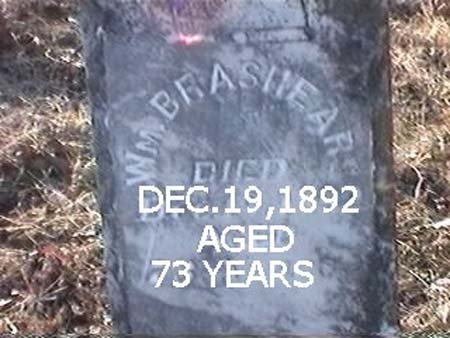 WM. BRASHEAR
DIED
DEC.19,1892
AGED
73 YEARS